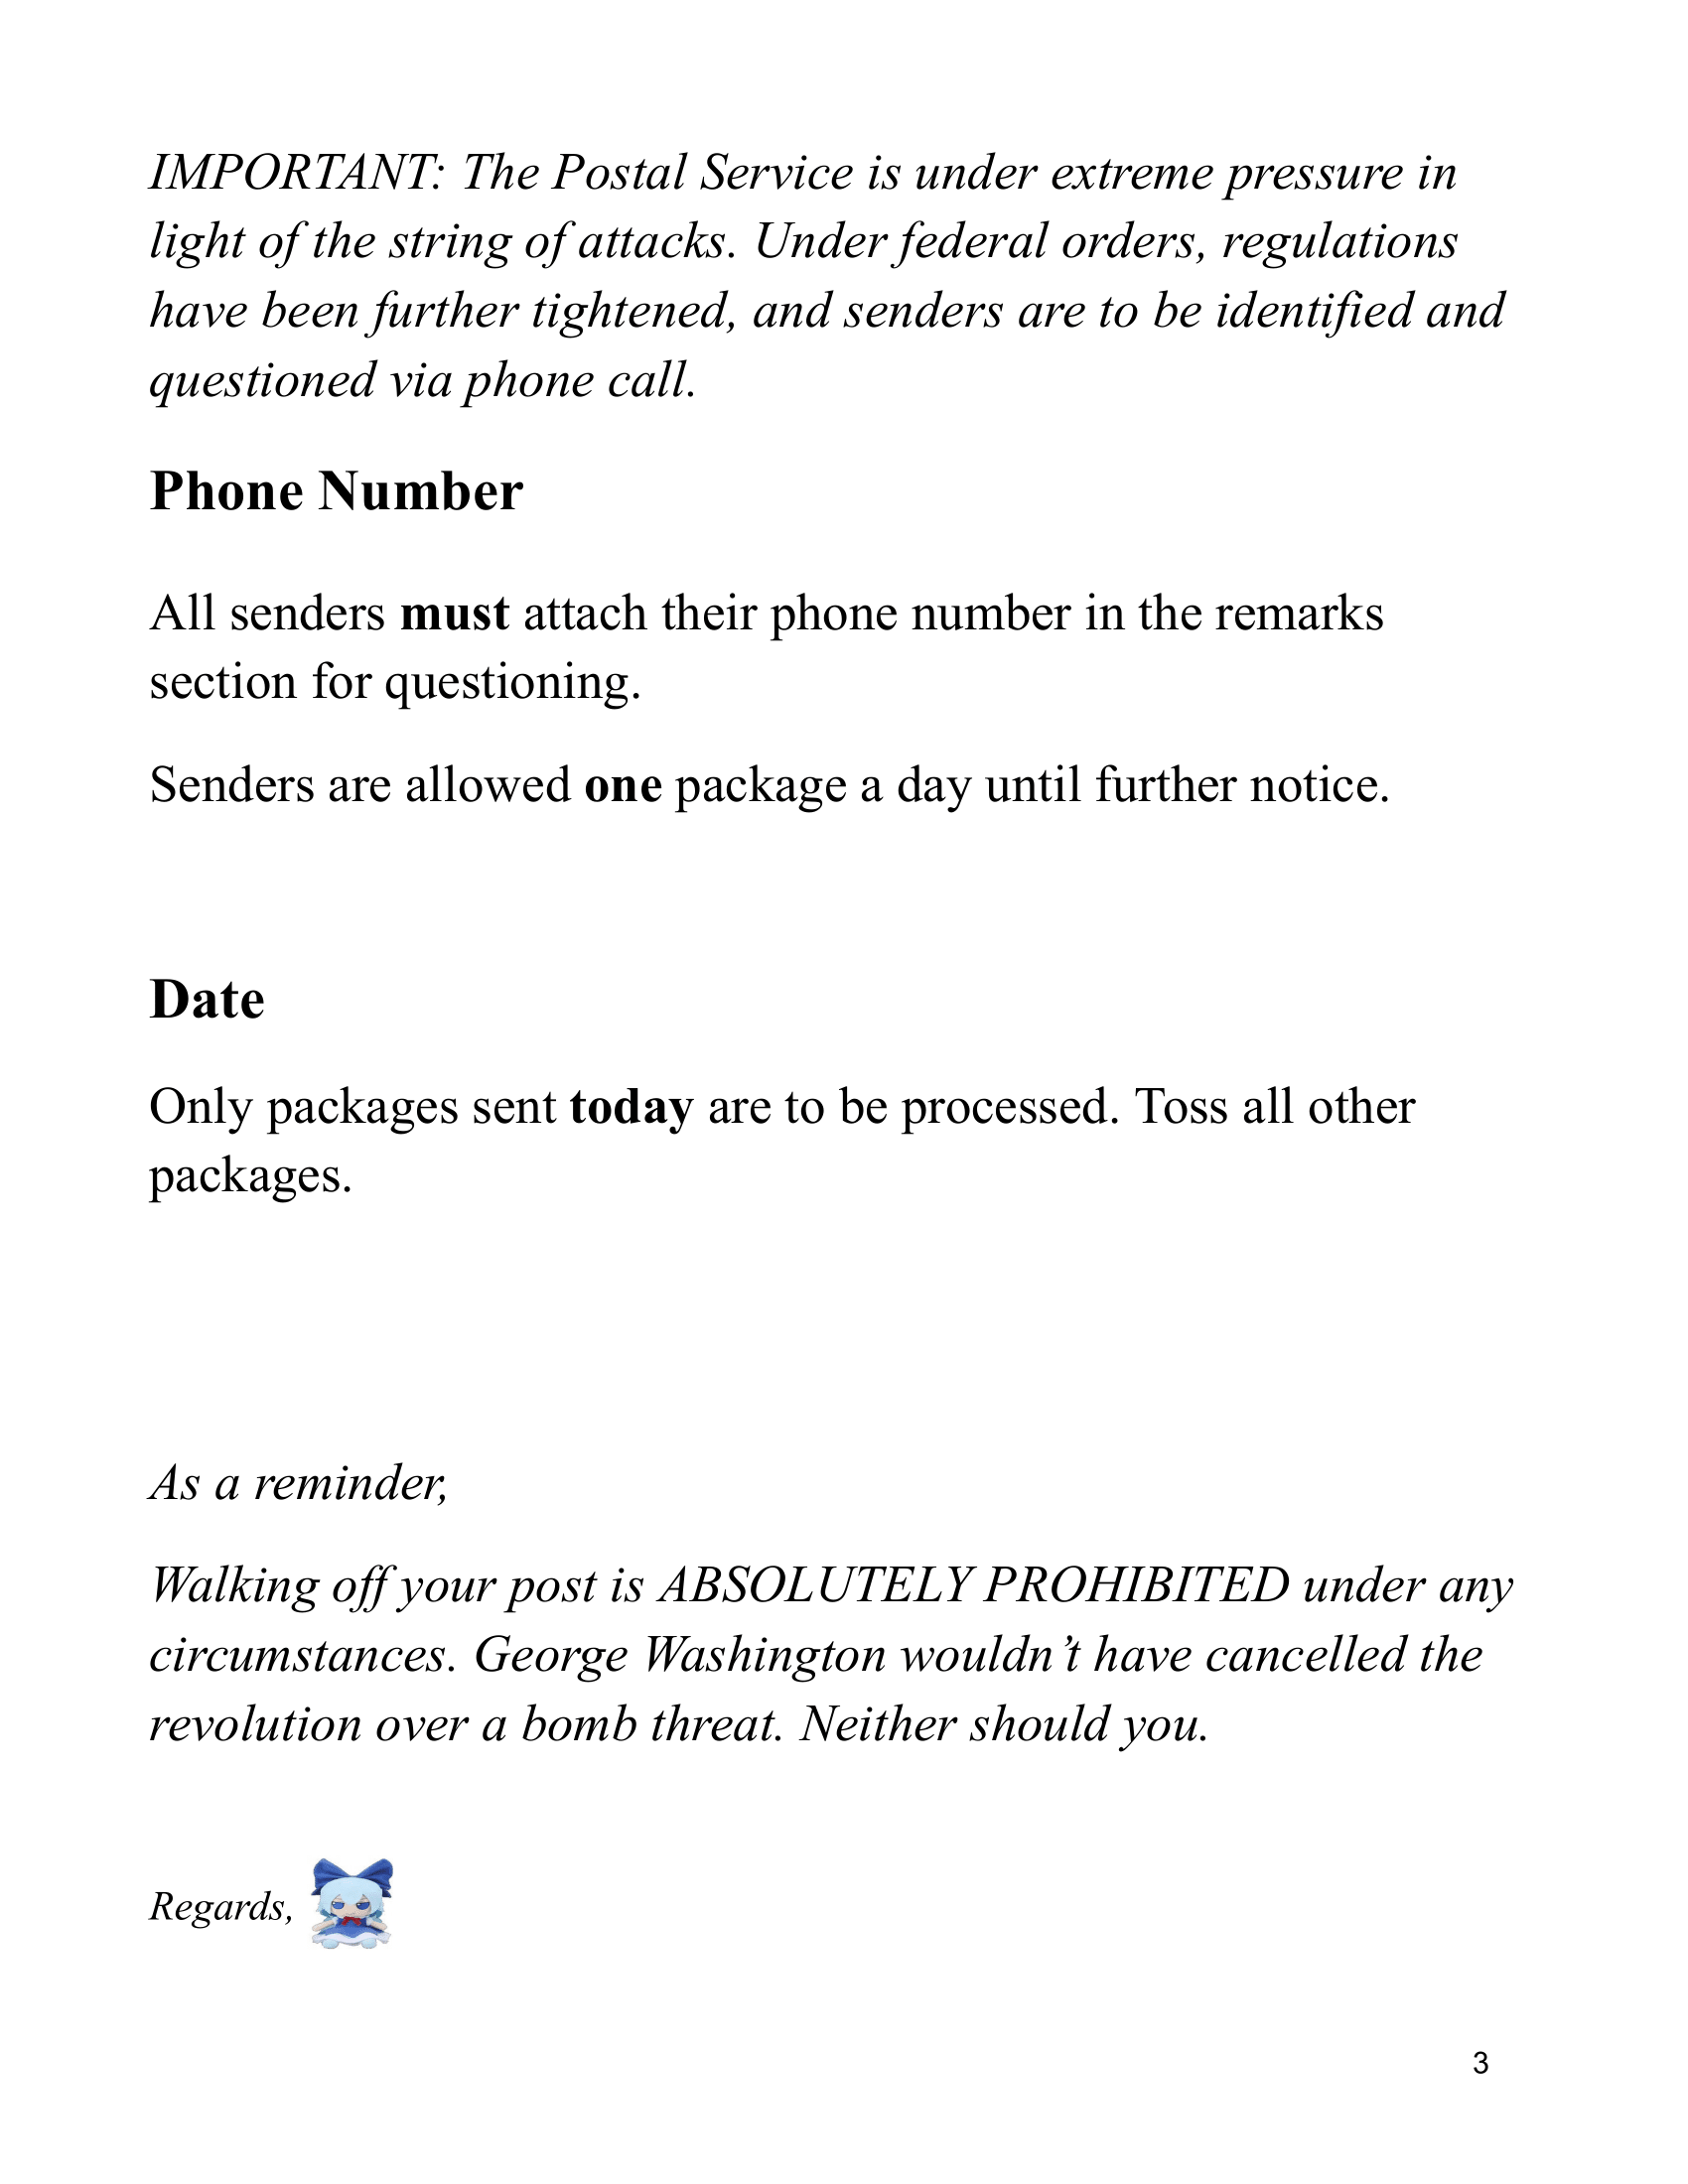 IMPORTANT: The Postal Service is under extreme pressure in
light of the string of attacks. Under federal orders, regulations
have been further tightened, and senders are to be identified and
questioned via phone call.
Phone Number
All senders must attach their phone number in the remarks
section for questioning.
Senders are allowed one package a day until further notice.
Date
Only packages sent today are to be processed. Toss all other
packages.
As a reminder,
Walking off your post is ABSOLUTELY PROHIBITED under any
circumstances. George Washington wouldn’t have cancelled the
revolution over a bomb threat. Neither should you.
Regards,
3